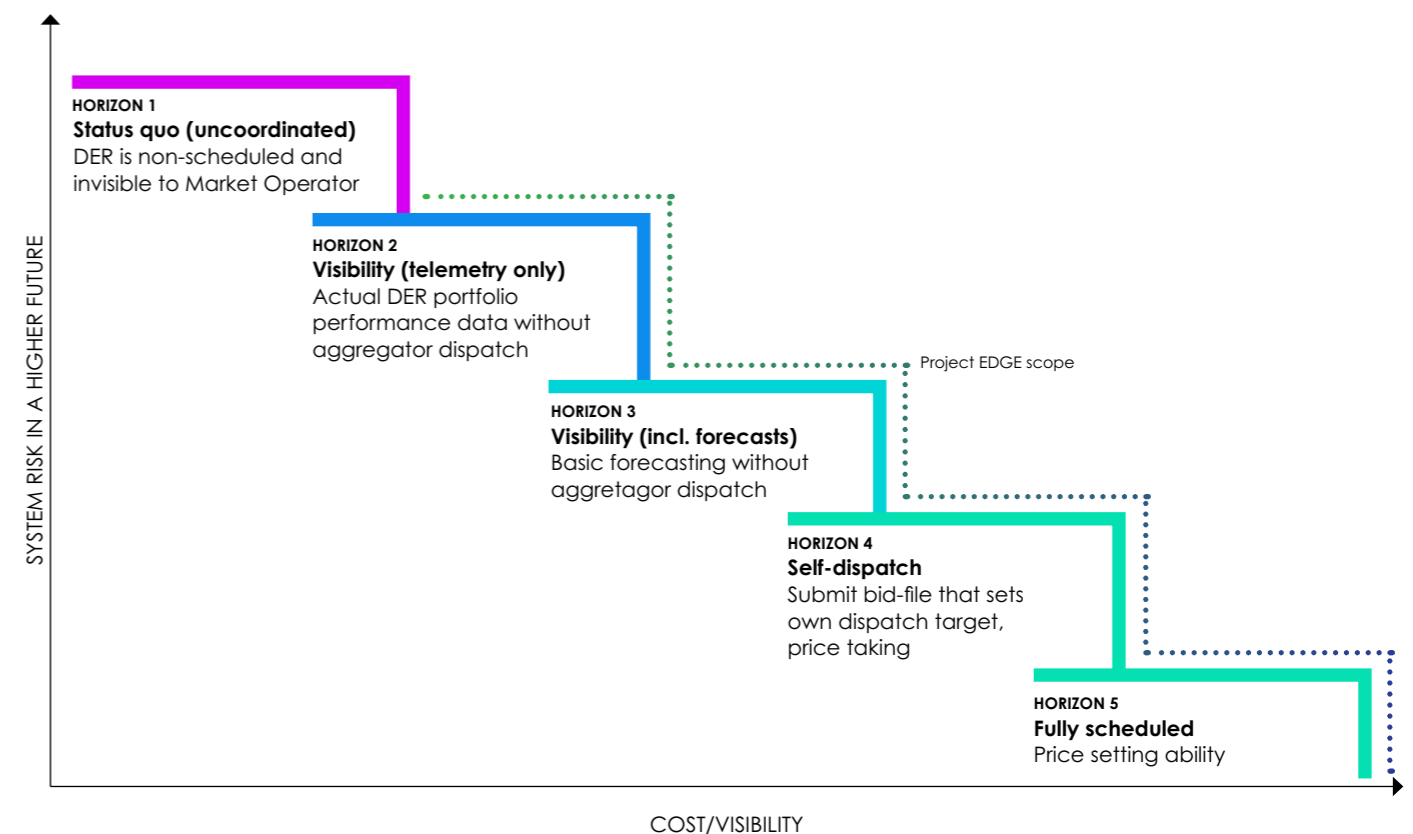 SYSTEM RISK IN A HIGHER FUTURE
HORIZON 1
Status quo (uncoordinated)
DER is non-scheduled and
invisible to Market Operator
HORIZON 2
Visibility (telemetry only)
Actual DER portfolio
performance data without
aggregator dispatch
Project EDGE scope
HORIZON 3
Visibility (incl. forecasts)
Basic forecasting without
aggretagor dispatch
HORIZON 4
Self-dispatch
Submit bid-file that sets
own dispatch target,
price taking
HORIZON 5
Fully scheduled
Price setting ability
COST/VISIBILITY